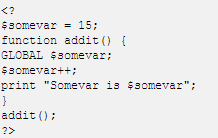 <?
$somevar = 15;
function addit() {
GLOBAL $somevar;
$somevar++;
print "Somevar is $somevar";
}
addit();
?>